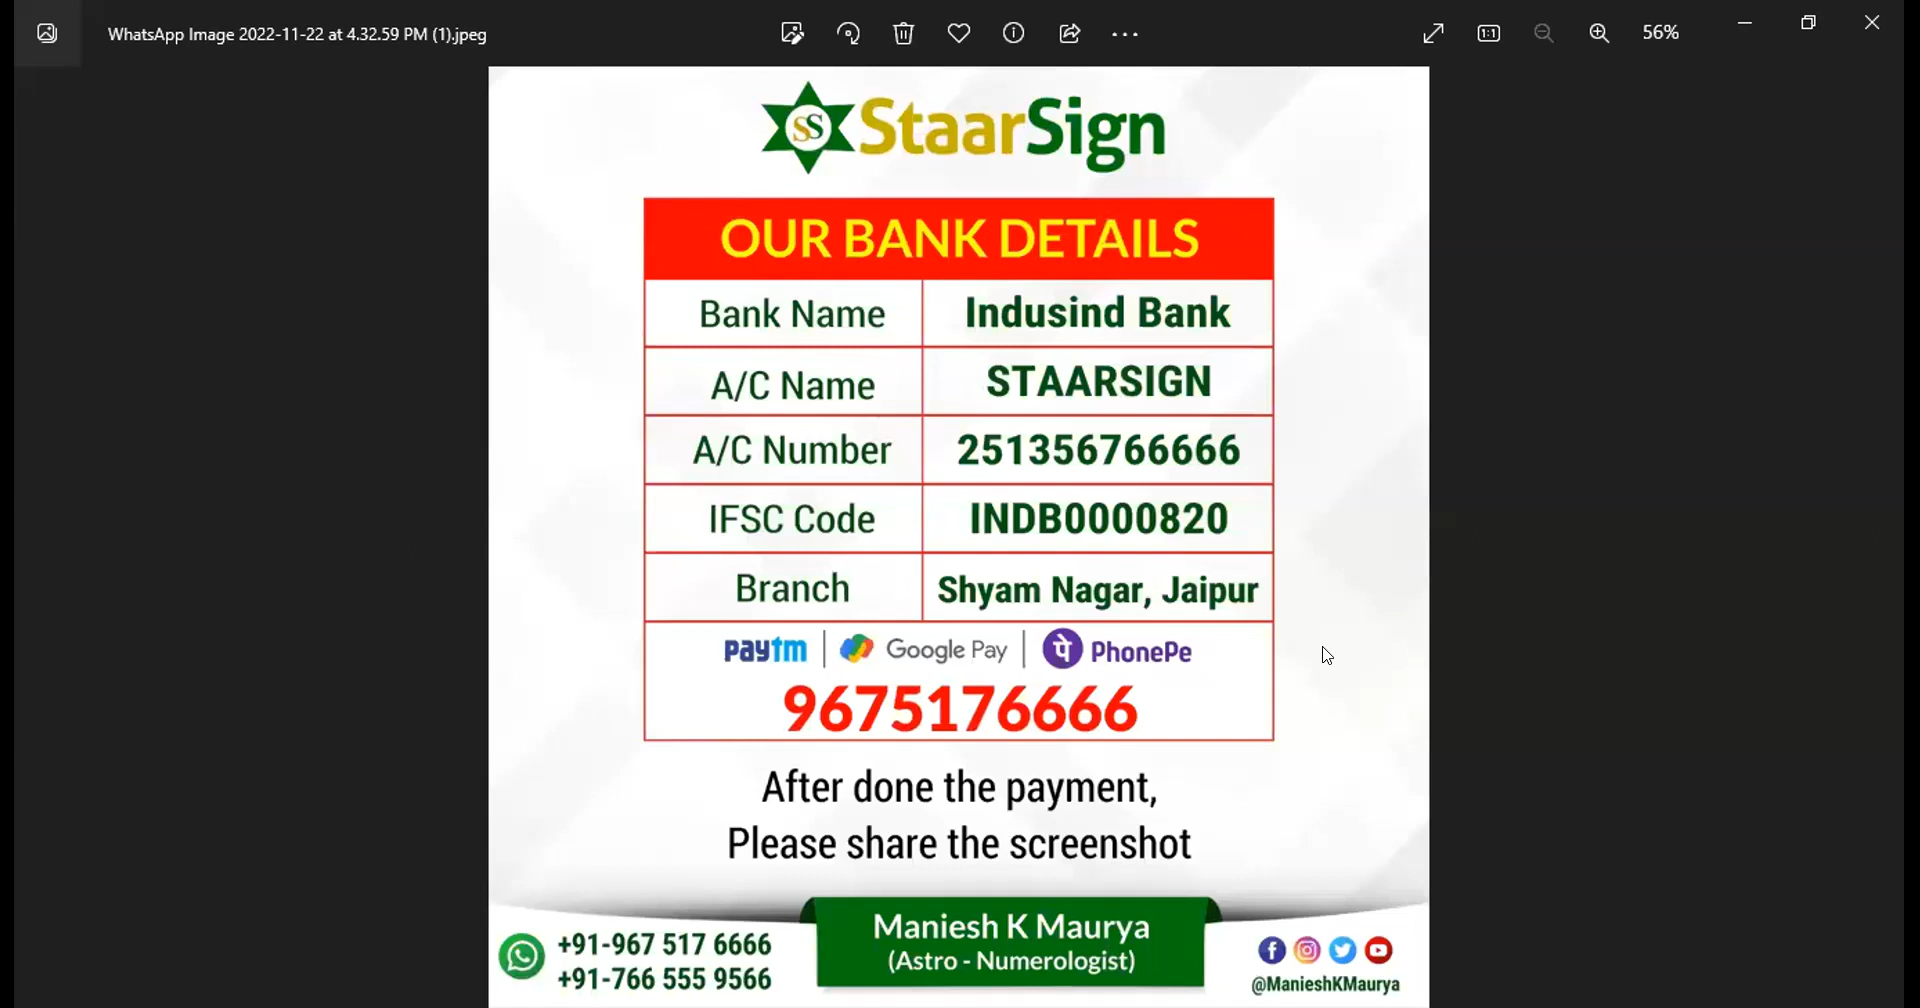 WhatsApp Image 2022-11-22 at 4.32.59 PM (1).jpeg
1:1
56%
SS StaarSign
OUR BANK DETAILS
Bank Name Indusind Bank
A/C Name STAARSIGN
A/C Number 251356766666
IFSC Code INDB0000820
Branch Shyam Nagar, Jaipur
paytm | Google Pay | पे PhonePe
9675176666
After done the payment,
Please share the screenshot
Maniesh K Maurya
(Astro - Numerologist)
+91-967 517 6666
+91-766 555 9566
@ManieshKMaurya